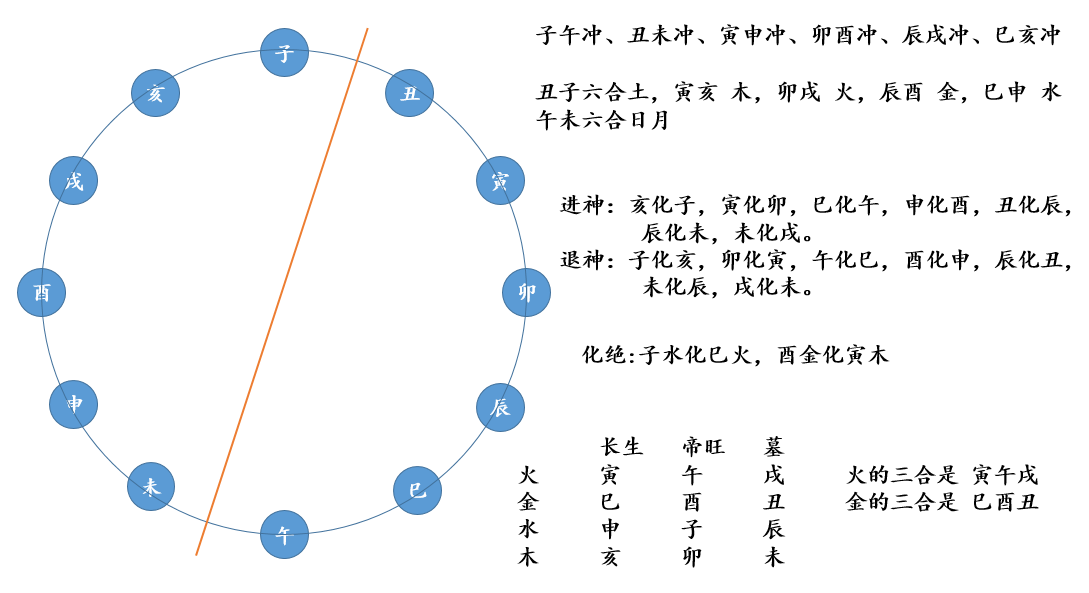 子
丑
寅
卯
辰
巳
午
未
申
酉
戌
亥
子午冲、丑未冲、寅申冲、卯酉冲、辰戌冲、巳亥冲
丑子六合土，寅亥 木，卯戌 火，辰酉 金，巳申 水
午未六合日月
进神：亥化子，寅化卯，巳化午，申化酉，丑化辰，
辰化未，未化戌。
退神：子化亥，卯化寅，午化巳，酉化申，辰化丑，
未化辰，戌化未。
化绝:子水化巳火，酉金化寅木
长生 帝旺 墓
火 寅 午 戌 火的三合是 寅午戌
金 巳 酉 丑 金的三合是 巳酉丑
水 申 子 辰
木 亥 卯 未